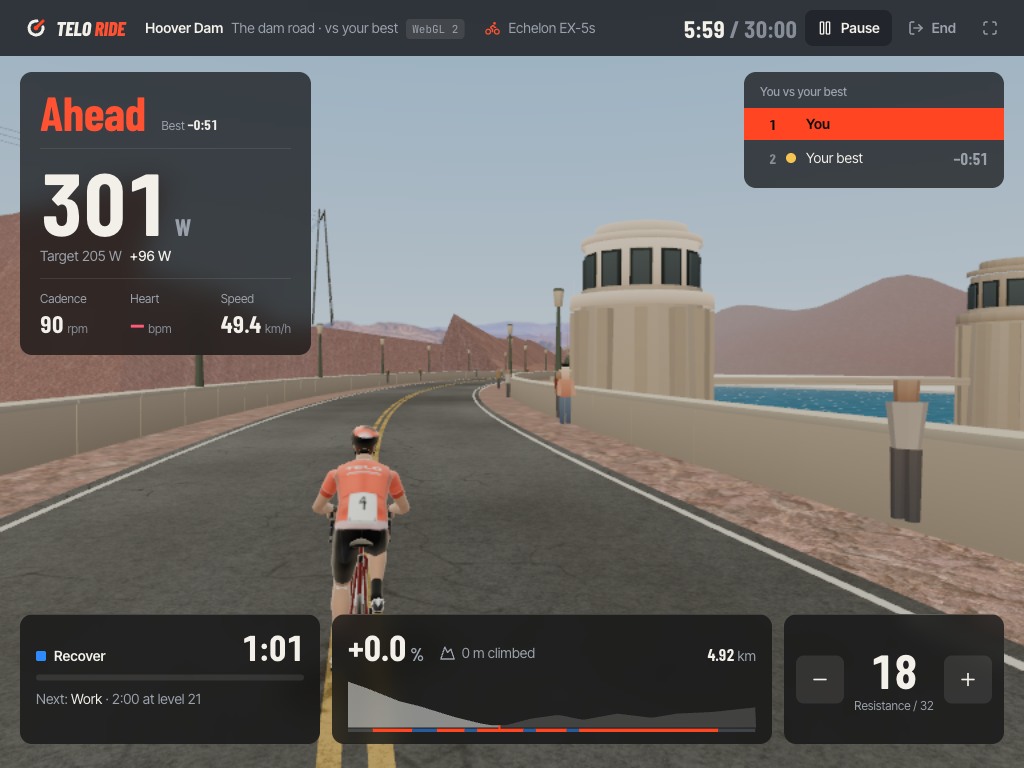 TELO RIDE
Hoover Dam The dam road · vs your best WebGL 2 Echelon EX-5s
5:59 / 30:00 Pause End
Ahead Best −0:51
301 W
Target 205 W +96 W
Cadence Heart Speed
90 rpm – bpm 49.4 km/h
You vs your best
1 You
2 Your best −0:51
TELO
4
Recover 1:01
Next: Work · 2:00 at level 21
+0.0 % 0 m climbed 4.92 km
− 18 +
Resistance / 32